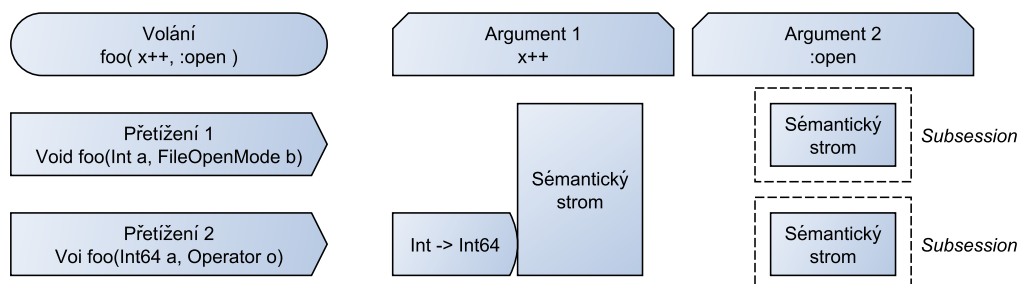 Volání
foo( x++, :open )
Argument 1
x++
Argument 2
:open
Přetížení 1
Void foo(Int a, FileOpenMode b)
Sémantický
strom
Sémantický
strom
Subsession
Přetížení 2
Voi foo(Int64 a, Operator o)
Int -> Int64
Sémantický
strom
Subsession